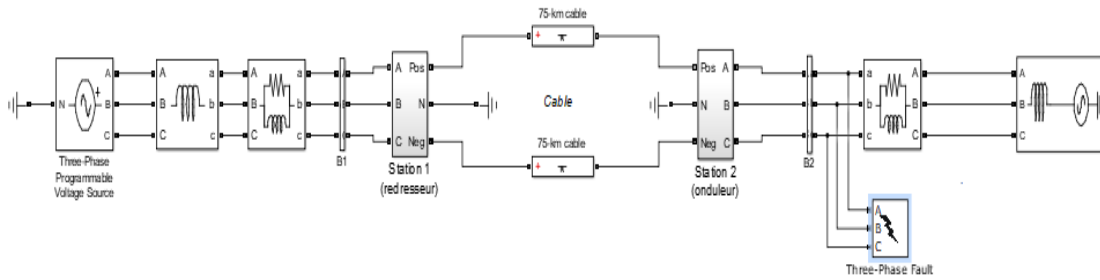 75-km cable
A A a A a A Pos Pos A a A
N B B b B b B N Cable N B b B
C C c C c C Neg Neg C c C
B1
B2
75-km cable
Three-Phase
Programmable
Voltage Source
Station 1
(redresseur)
Station 2
(onduleur)
A
B
C
Three-Phase Fault